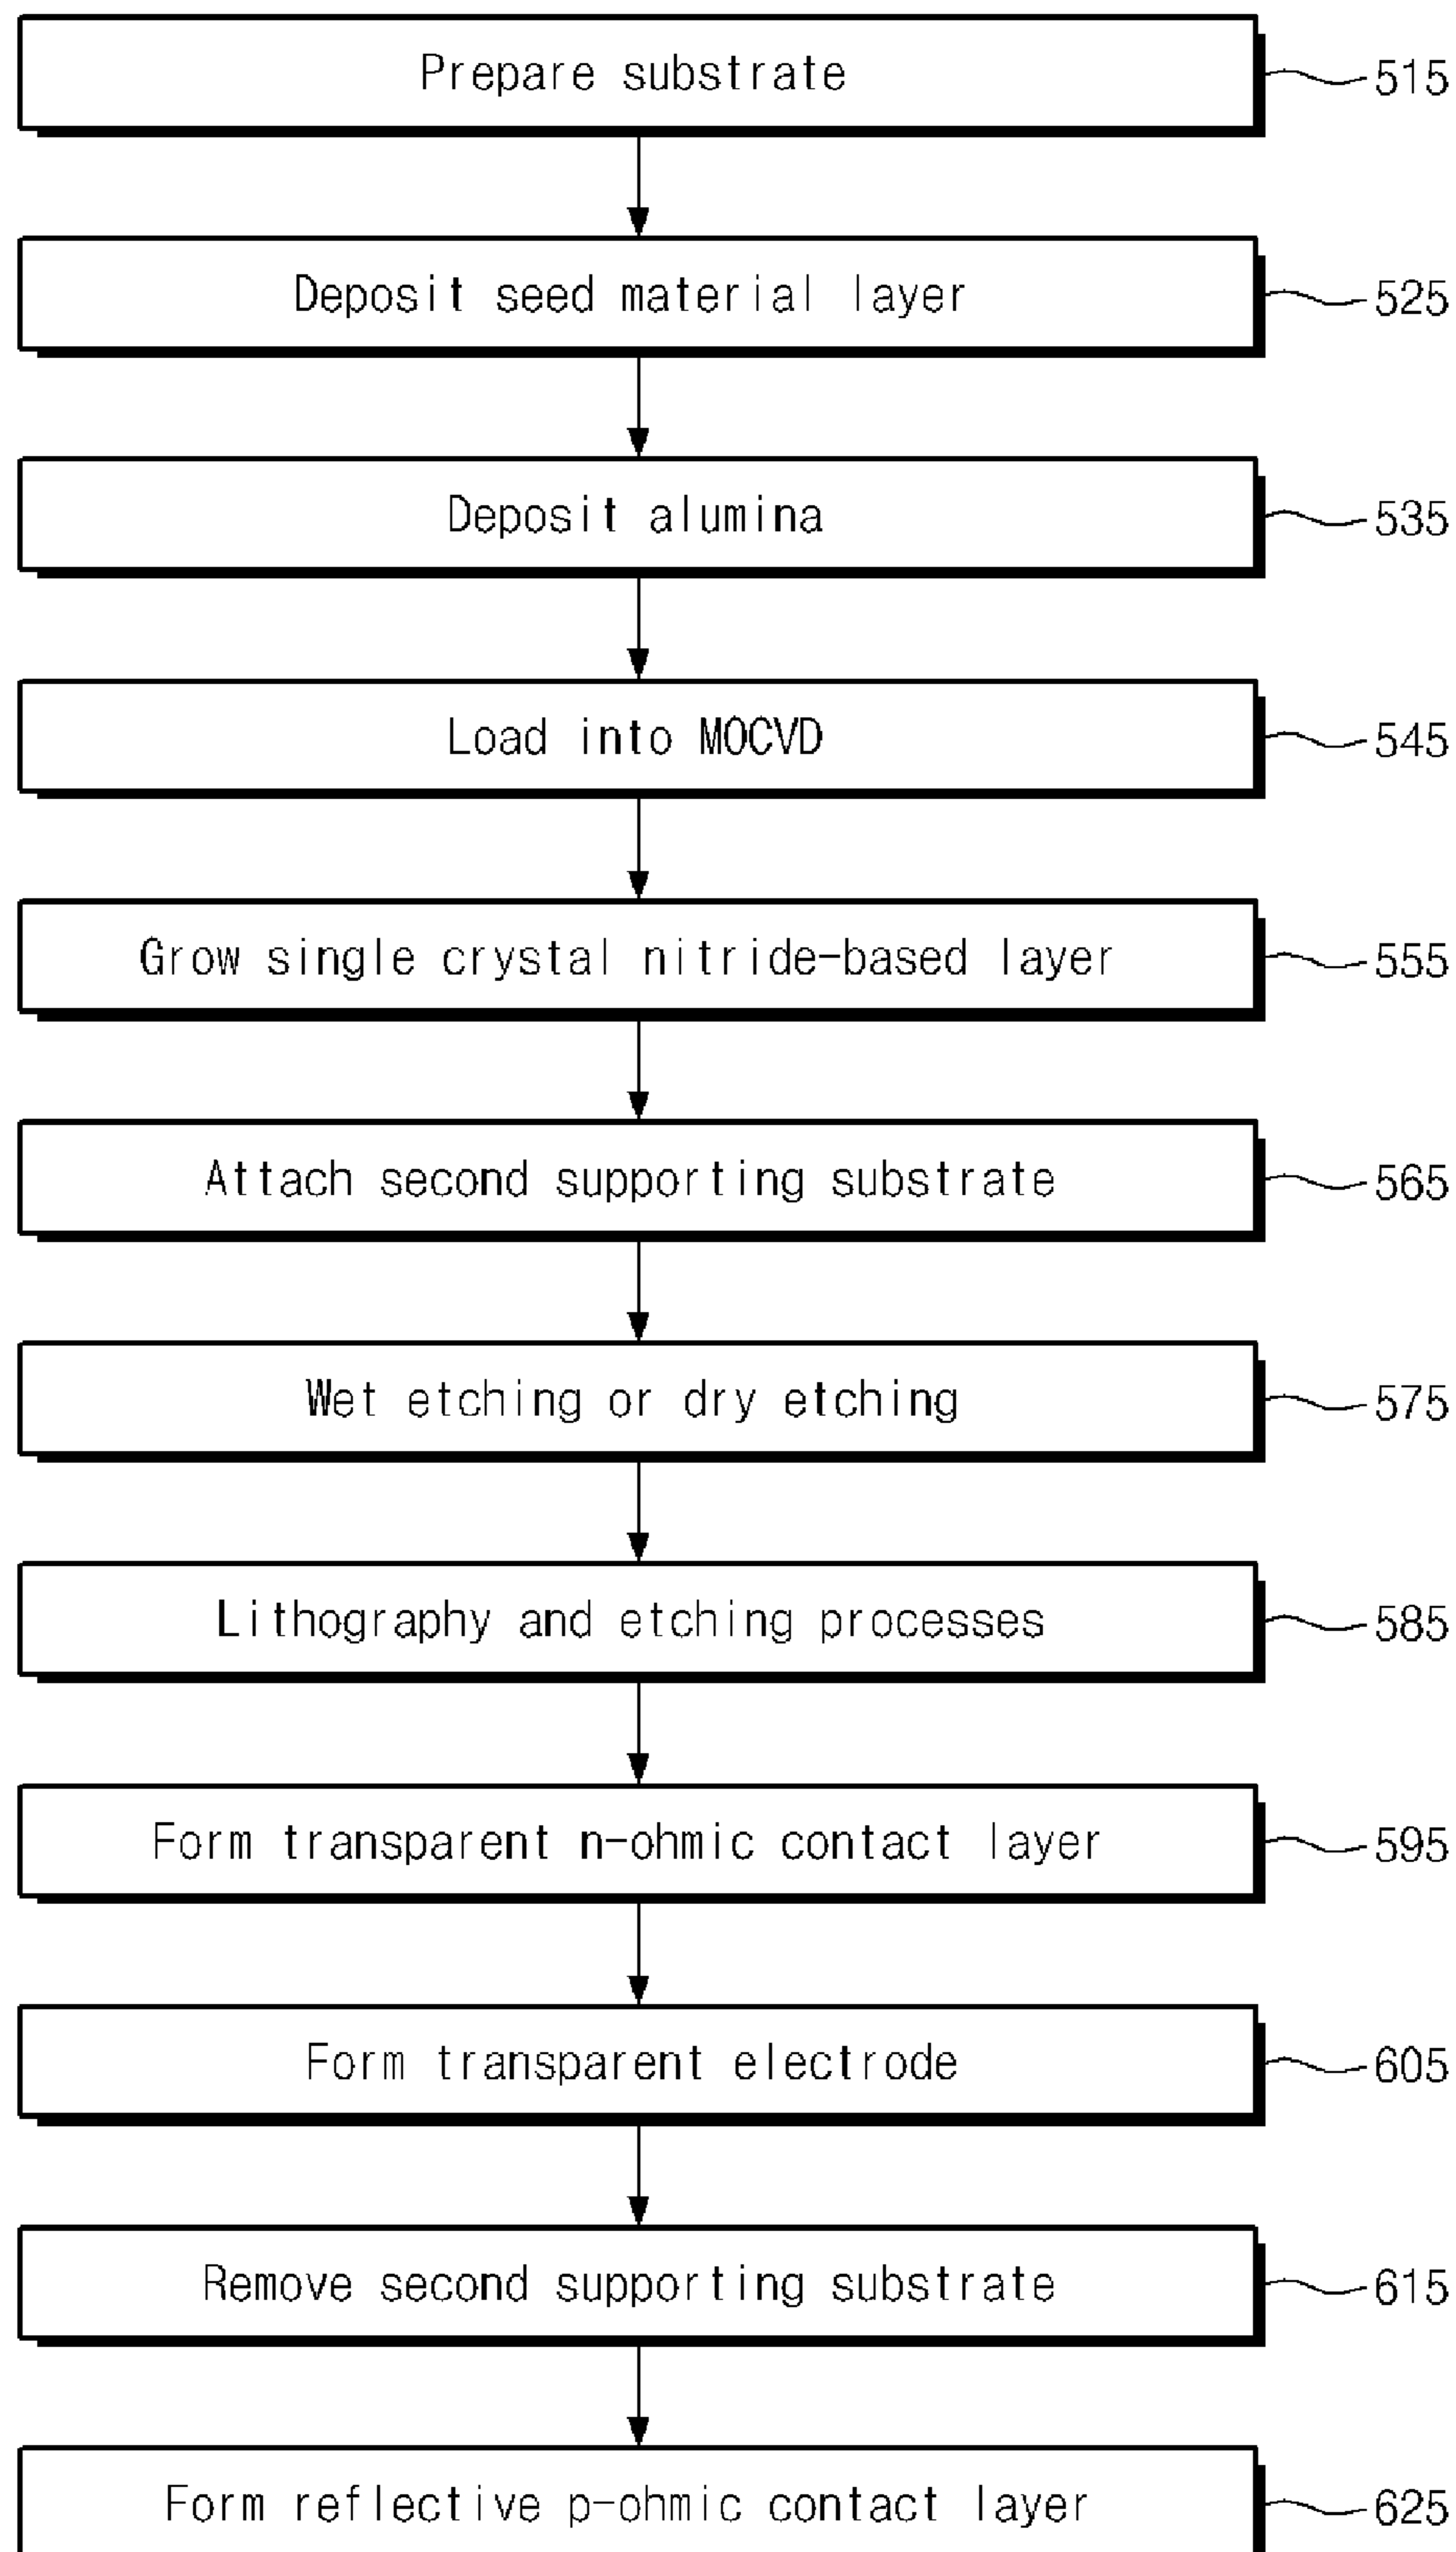 Prepare substrate 515
Deposit seed material layer 525
Deposit alumina 535
Load into MOCVD 545
Grow single crystal nitride-based layer 555
Attach second supporting substrate 565
Wet etching or dry etching 575
Lithography and etching processes 585
Form transparent n-ohmic contact layer 595
Form transparent electrode 605
Remove second supporting substrate 615
Form reflective p-ohmic contact layer 625